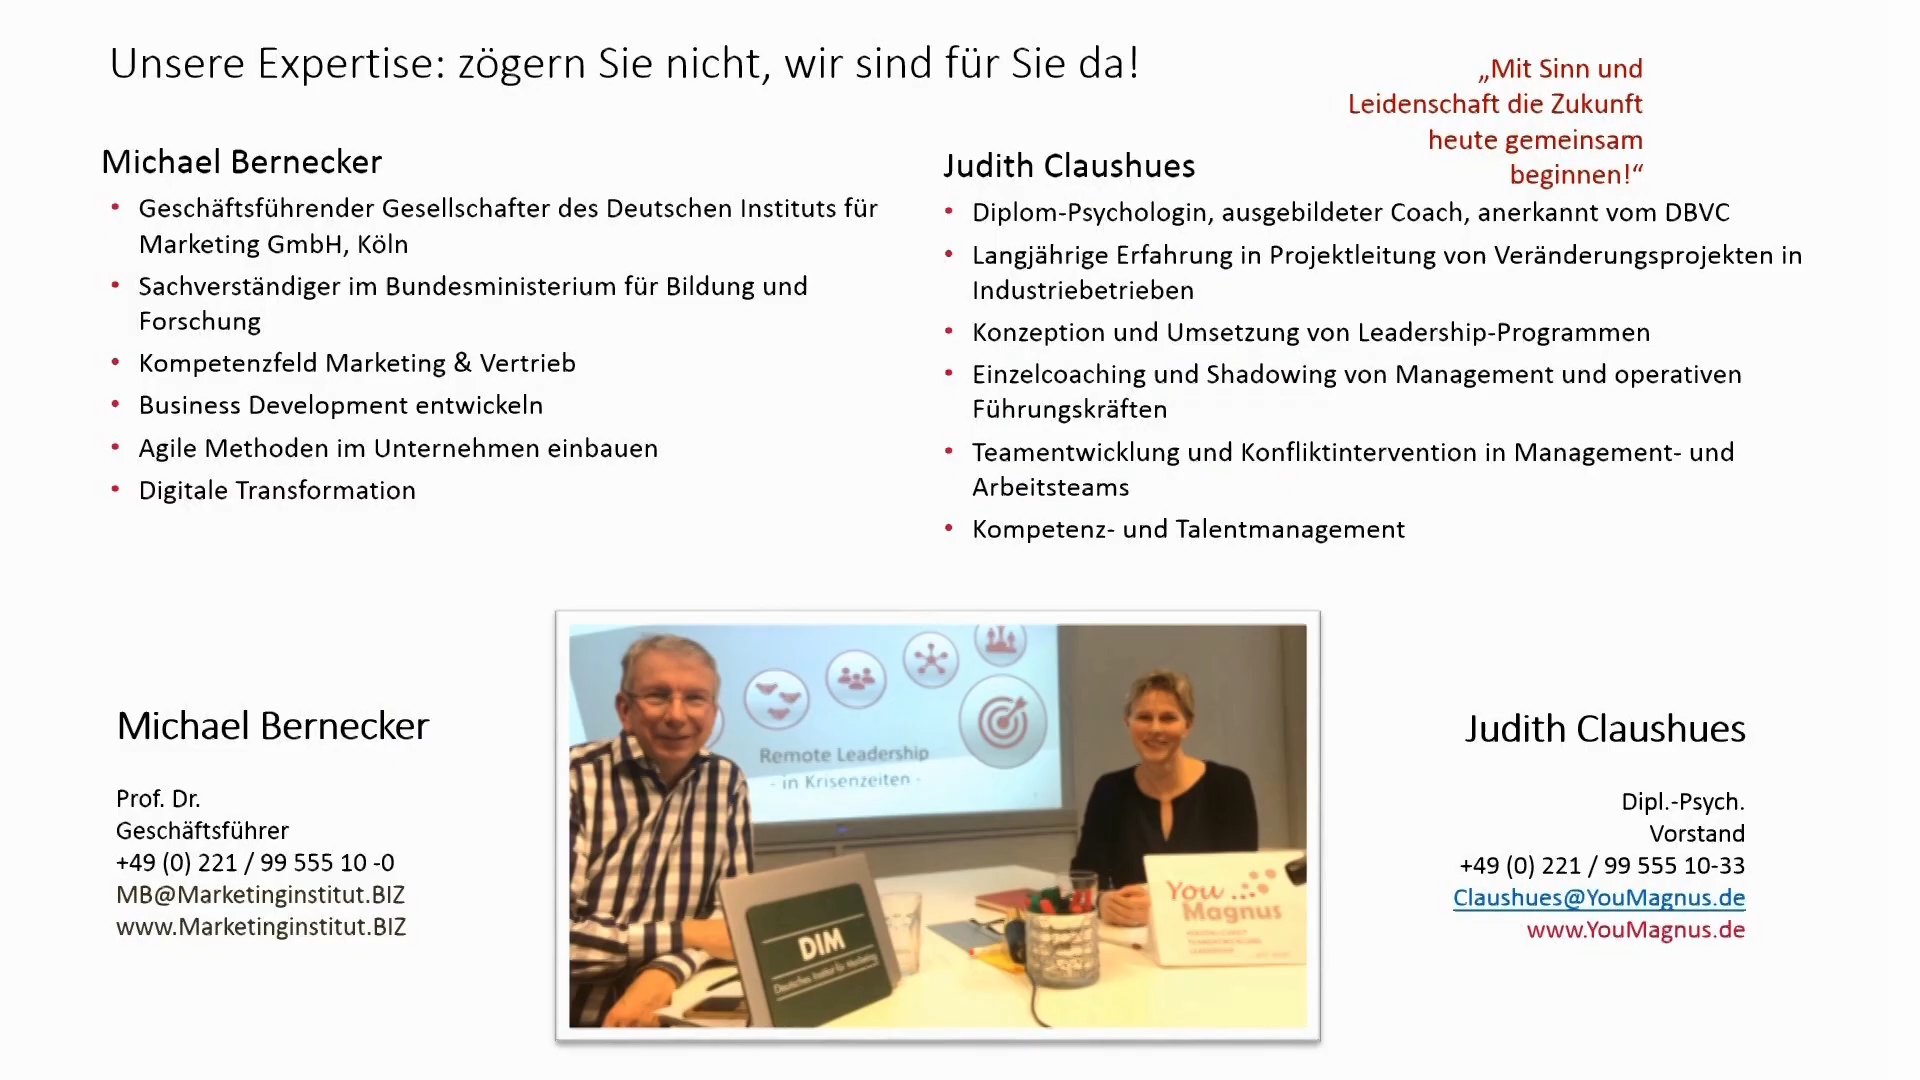 Unsere Expertise: zögern Sie nicht, wir sind für Sie da!
„Mit Sinn und
Leidenschaft die Zukunft
heute gemeinsam
beginnen!“
Michael Bernecker
• Geschäftsführender Gesellschafter des Deutschen Instituts für
Marketing GmbH, Köln
• Sachverständiger im Bundesministerium für Bildung und
Forschung
• Kompetenzfeld Marketing & Vertrieb
• Business Development entwickeln
• Agile Methoden im Unternehmen einbauen
• Digitale Transformation
Judith Claushues
• Diplom-Psychologin, ausgebildeter Coach, anerkannt vom DBVC
• Langjährige Erfahrung in Projektleitung von Veränderungsprojekten in
Industriebetrieben
• Konzeption und Umsetzung von Leadership-Programmen
• Einzelcoaching und Shadowing von Management und operativen
Führungskräften
• Teamentwicklung und Konfliktintervention in Management- und
Arbeitsteams
• Kompetenz- und Talentmanagement
Michael Bernecker
Prof. Dr.
Geschäftsführer
+49 (0) 221 / 99 555 10 -0
MB@Marketinginstitut.BIZ
www.Marketinginstitut.BIZ
Remote Leadership
- in Krisenzeiten -
DIM
Deutsches Institut für Marketing
You
Magnus
Judith Claushues
Dipl.-Psych.
Vorstand
+49 (0) 221 / 99 555 10-33
Claushues@YouMagnus.de
www.YouMagnus.de